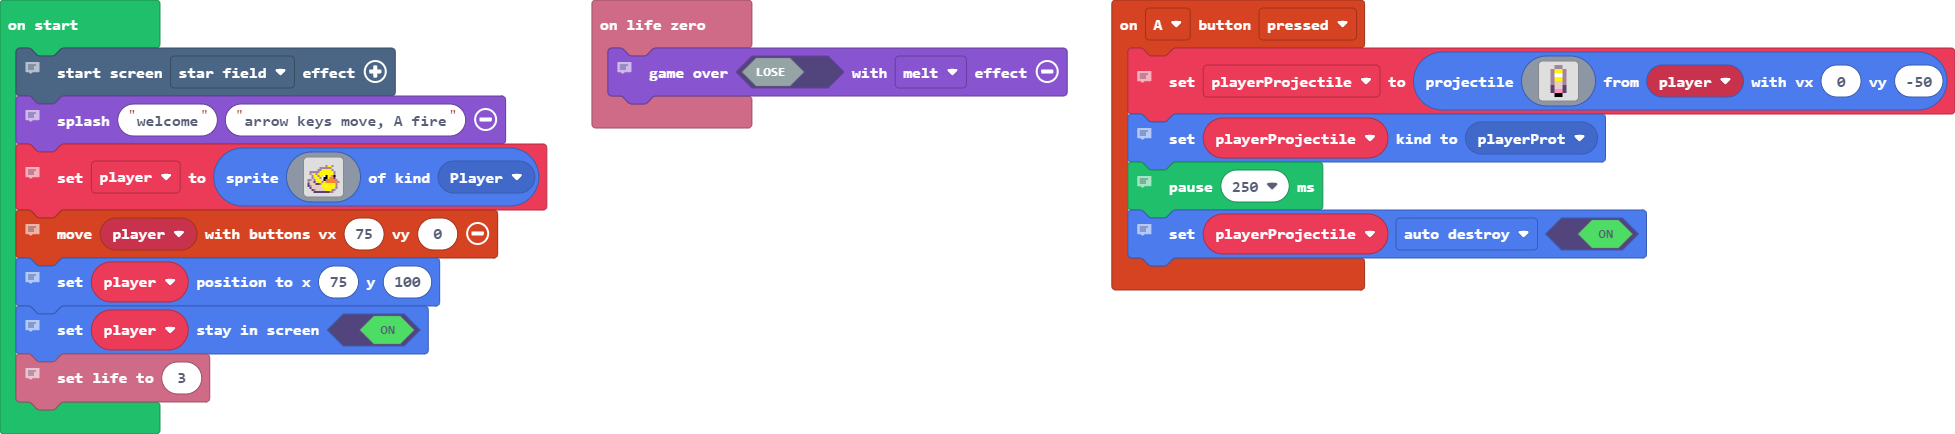 on start
start screen star field effect
splash "welcome" "arrow keys move, A fire"
set player to sprite of kind Player
move player with buttons vx 75 vy 0
set player position to x 75 y 100
set player stay in screen ON
set life to 3
on life zero
game over LOSE with melt effect
on A button pressed
set playerProjectile to projectile from player with vx 0 vy -50
set playerProjectile kind to playerProt
pause 250 ms
set playerProjectile auto destroy ON